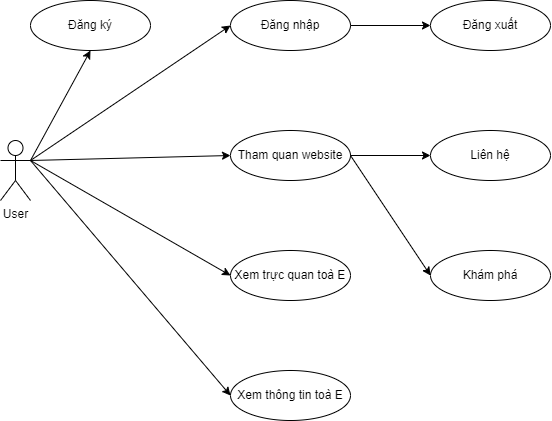 Đăng ký
Đăng nhập
Đăng xuất
Tham quan website
Liên hệ
User
Xem trực quan toà E
Khám phá
Xem thông tin toà E